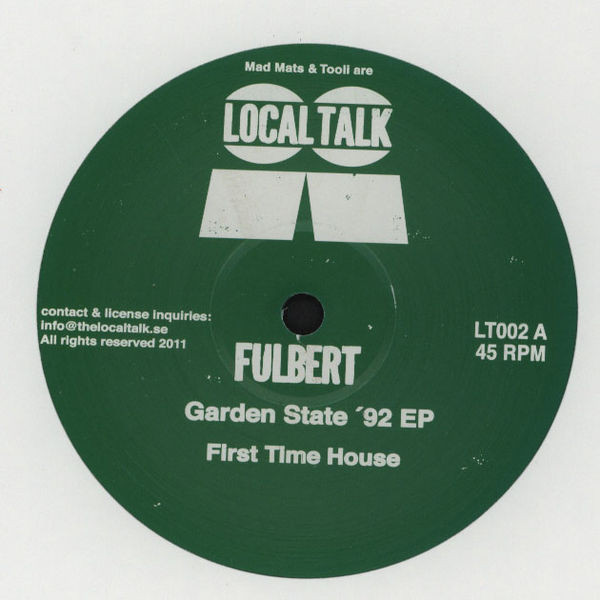 Mad Mats & Tooli are
LOCAL TALK
contact & license inquiries:
info@thelocaltalk.se
All rights reserved 2011
LT002 A
45 RPM
FULBERT
Garden State ´92 EP
First Time House